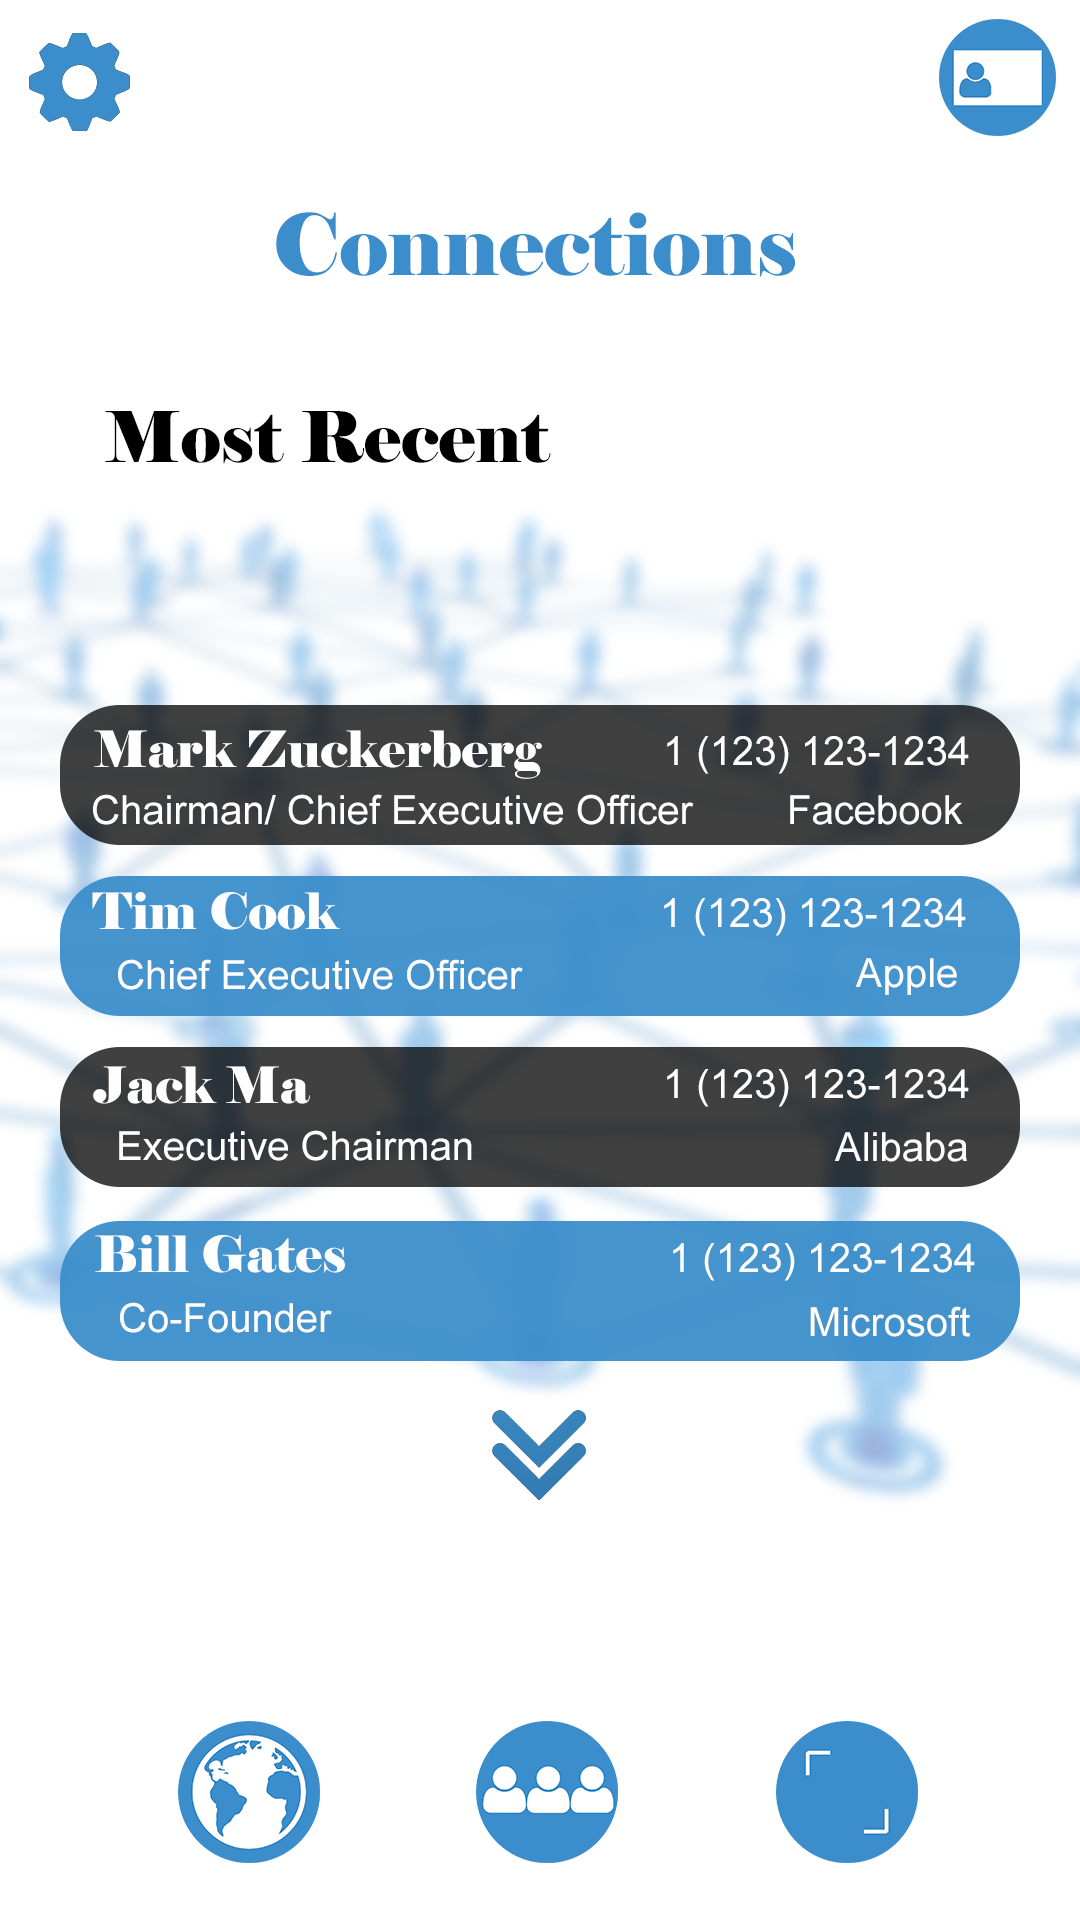 Connections
Most Recent
Mark Zuckerberg 1 (123) 123-1234
Chairman/ Chief Executive Officer Facebook
Tim Cook 1 (123) 123-1234
Chief Executive Officer Apple
Jack Ma 1 (123) 123-1234
Executive Chairman Alibaba
Bill Gates 1 (123) 123-1234
Co-Founder Microsoft